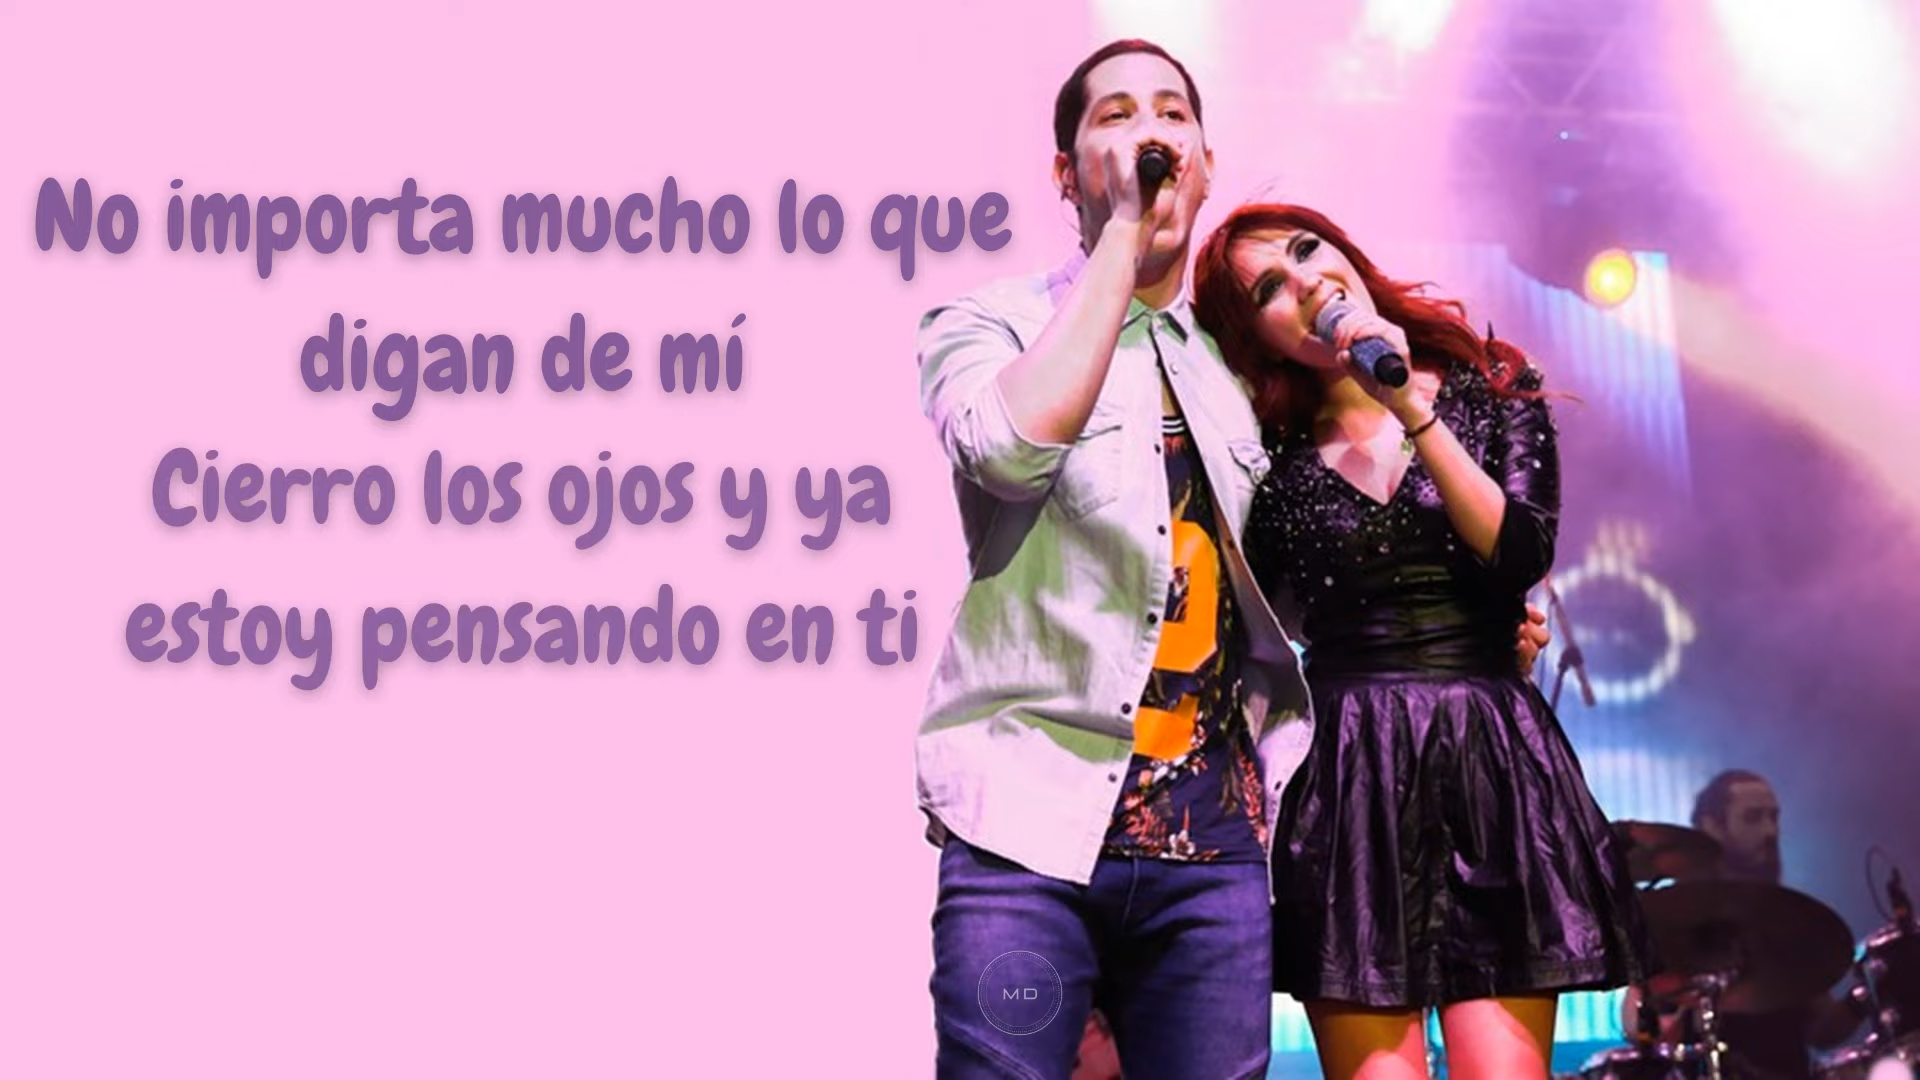 No importa mucho lo que
digan de mí
Cierro los ojos y ya
estoy pensando en ti
MD